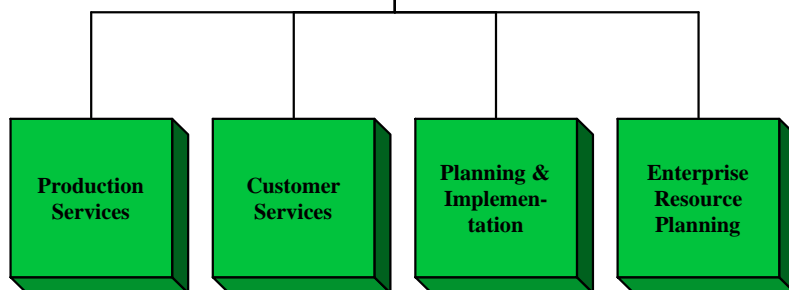 Production
Services
Customer
Services
Planning &
Implemen-
tation
Enterprise
Resource
Planning